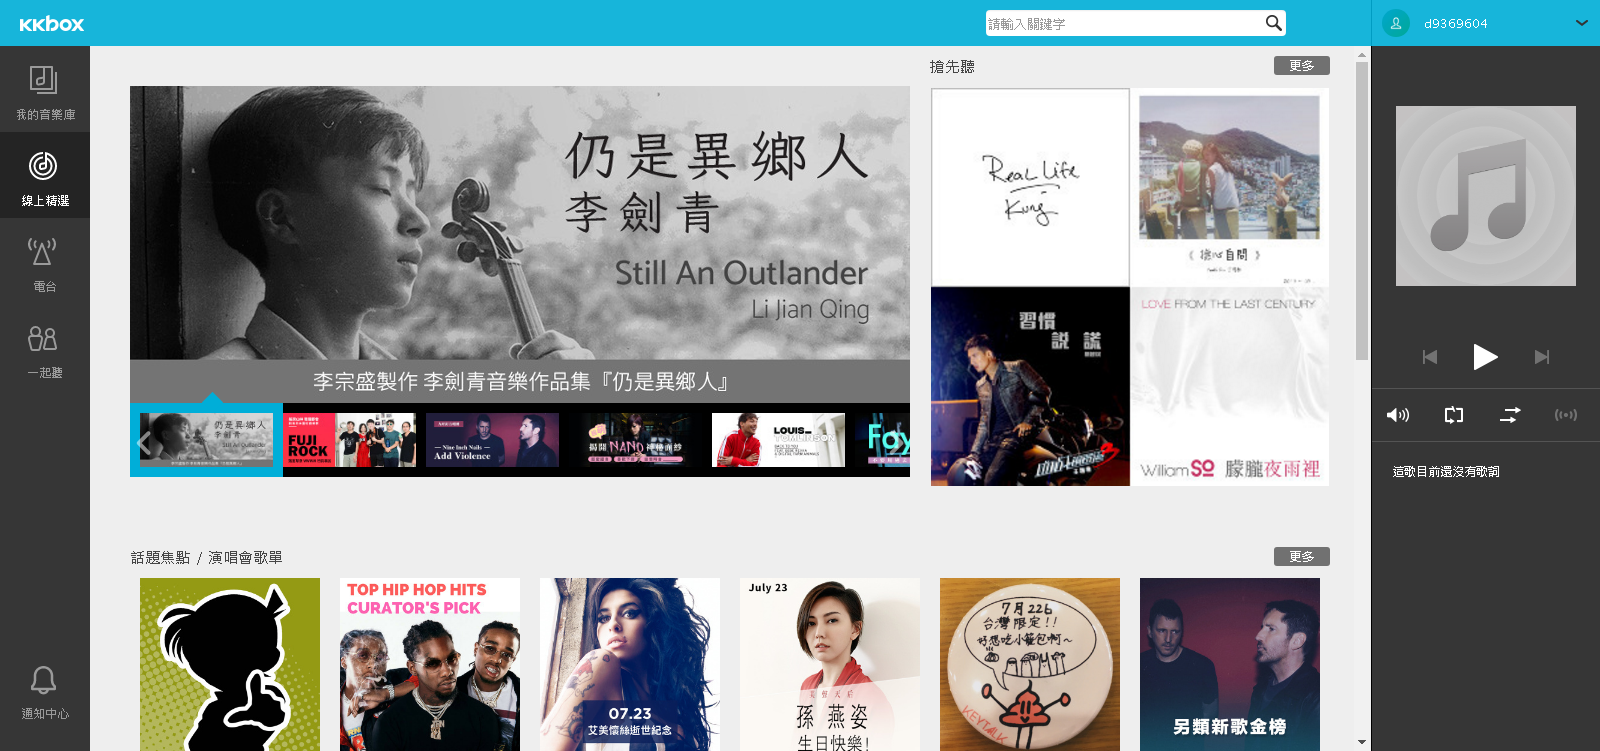 KKBOX
請輸入關鍵字
d9369604
我的音樂庫
線上精選
電台
一起聽
通知中心
仍是異鄉人
李劍青
Still An Outlander
Li Jian Qing
李宗盛製作 李劍青音樂作品集『仍是異鄉人』
仍是異鄉人
李劍青
Still An Outlander
FUJI
ROCK
Nine Inch Nails
Add Violence
揭開 NANO 神秘面紗
LOUIS
TOMLINSON
搶先聽
更多
REAL Life
Kung
《 擔心自問 》
習慣
說謊
LOVE FROM THE LAST CENTURY
William SO 朦朧夜雨裡
話題焦點 / 演唱會歌單
更多
TOP HIP HOP HITS
CURATOR'S PICK
07.23
艾美懷絲逝世紀念
July 23
孫燕姿
生日快樂!
7月22日
台灣限定!!
好想吃小籠包啊~
KEYTALK
另類新歌金榜
這歌目前還沒有歌詞